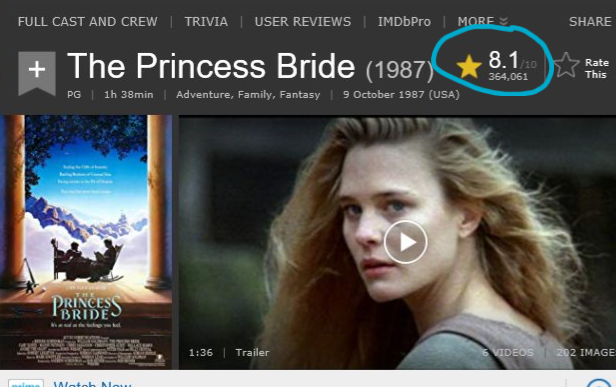 FULL CAST AND CREW | TRIVIA | USER REVIEWS | IMDbPro | MORE SHARE
+ The Princess Bride (1987) 8.1/10
364,061
Rate
This
PG | 1h 38min | Adventure, Family, Fantasy | 9 October 1987 (USA)
THE
PRINCESS
BRIDE
It's as real as the feelings you feel.
1:36 | Trailer
6 VIDEOS | 202 IMAGE
prime Watch Now